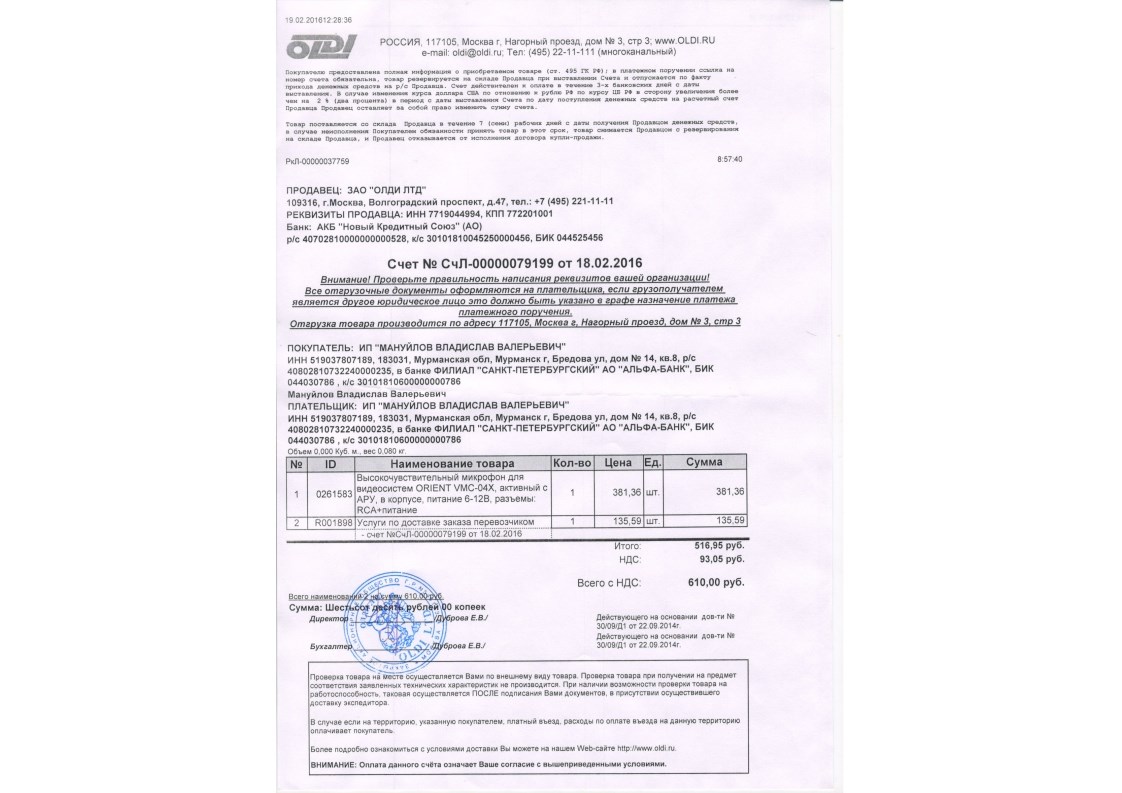 19.02.201612:28:36
OLDI
РОССИЯ, 117105, Москва г, Нагорный проезд, дом № 3, стр 3; www.OLDI.RU
e-mail: oldi@oldi.ru; Тел: (495) 22-11-111 (многоканальный)
Покупателю предоставлена полная информация о приобретаемом товаре (ст. 495 ГК РФ); в платежном поручении ссылка на
номер счета обязательна, товар резервируется на складе Продавца при выставлении Счета и отпускается по факту
прихода денежных средств на р/с Продавца. Счет действителен к оплате в течение 3-х банковских дней с даты
выставления. В случае изменения курса доллара США по отношению к рублю РФ по курсу ЦБ РФ в сторону увеличения более
чем на 2 % (два процента) в период с даты выставления Счета по дату поступления денежных средств на расчетный счет
Продавца Продавец оставляет за собой право изменить сумму счета.
Товар поставляется со склада Продавца в течение 7 (семи) рабочих дней с даты получения Продавцом денежных средств,
в случае неисполнения Покупателем обязанности принять товар в этот срок, товар снимается Продавцом с резервирования
на складе Продавца, и Продавец отказывается от исполнения договора купли-продажи.
РкЛ-00000037759 8:57:40
ПРОДАВЕЦ: ЗАО "ОЛДИ ЛТД"
109316, г.Москва, Волгоградский проспект, д.47, тел.: +7 (495) 221-11-11
РЕКВИЗИТЫ ПРОДАВЦА: ИНН 7719044994, КПП 772201001
Банк: АКБ "Новый Кредитный Союз" (АО)
р/с 40702810000000000528, к/с 30101810045250000456, БИК 044525456
Счет № СчЛ-00000079199 от 18.02.2016
Внимание! Проверьте правильность написания реквизитов вашей организации!
Все отгрузочные документы оформляются на плательщика, если грузополучателем
является другое юридическое лицо это должно быть указано в графе назначение платежа
платежного поручения.
Отгрузка товара производится по адресу 117105, Москва г, Нагорный проезд, дом № 3, стр 3
ПОКУПАТЕЛЬ: ИП "МАНУЙЛОВ ВЛАДИСЛАВ ВАЛЕРЬЕВИЧ"
ИНН 519037807189, 183031, Мурманская обл, Мурманск г, Бредова ул, дом № 14, кв.8, р/с
40802810732240000235, в банке ФИЛИАЛ "САНКТ-ПЕТЕРБУРГСКИЙ" АО "АЛЬФА-БАНК", БИК
044030786 , к/с 30101810600000000786
Мануйлов Владислав Валерьевич
ПЛАТЕЛЬЩИК: ИП "МАНУЙЛОВ ВЛАДИСЛАВ ВАЛЕРЬЕВИЧ"
ИНН 519037807189, 183031, Мурманская обл, Мурманск г, Бредова ул, дом № 14, кв.8, р/с
40802810732240000235, в банке ФИЛИАЛ "САНКТ-ПЕТЕРБУРГСКИЙ" АО "АЛЬФА-БАНК", БИК
044030786 , к/с 30101810600000000786
Объем 0,000 Куб. м., вес 0.080 кг.
№ ID Наименование товара Кол-во Цена Ед. Сумма
Высокочувствительный микрофон для
видеосистем ORIENT VMC-04X, активный с
1 0261583 АРУ, в корпусе, питание 6-12В, разъемы: 1 381,36 шт. 381,36
RCA+питание
2 R001898 Услуги по доставке заказа перевозчиком 1 135,59 шт. 135,59
- счет №СчЛ-00000079199 от 18.02.2016
Итого: 516,95 руб.
НДС: 93,05 руб.
Всего с НДС: 610,00 руб.
Всего наименований 2 на сумму 610,00 руб.
Сумма: Шестьсот десять рублей 00 копеек
Директор /Дуброва Е.В./ Действующего на основании дов-ти №
30/09/Д1 от 22.09.2014г.
Действующего на основании дов-ти №
Бухгалтер /Дуброва Е.В./ 30/09/Д1 от 22.09.2014г.
Проверка товара на месте осуществляется Вами по внешнему виду товара. Проверка товара при получении на предмет
соответствия заявленных технических характеристик не производится. При наличии возможности проверки товара на
работоспособность, таковая осуществляется ПОСЛЕ подписания Вами документов, в присутствии осуществившего
доставку экспедитора.
В случае если на территорию, указанную покупателем, платный въезд, расходы по оплате въезда на данную территорию
оплачивает покупатель.
Более подробно ознакомиться с условиями доставки Вы можете на нашем Web-сайте http://www.oldi.ru.
ВНИМАНИЕ: Оплата данного счёта означает Ваше согласие с вышеприведенными условиями.